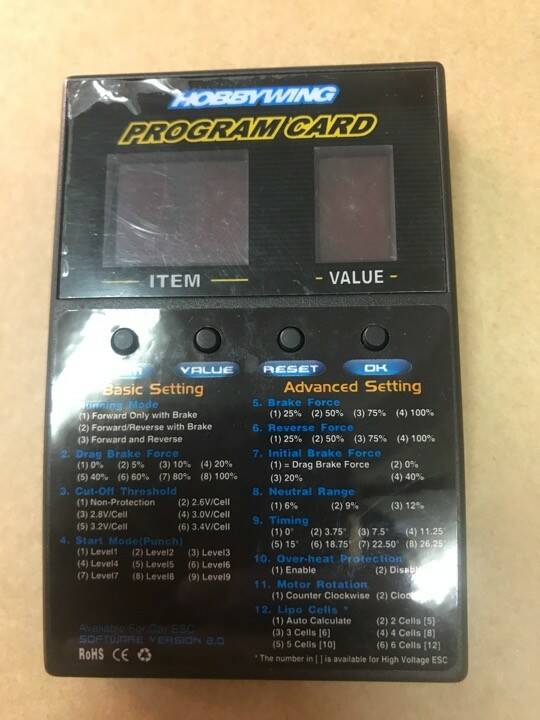 HOBBYWING
PROGRAM CARD
ITEM
- VALUE -
VALUE
RESET
OK
Basic Setting
Mode
(1) Forward Only with Brake
(2) Forward/Reverse with Brake
(3) Forward and Reverse
2. Drag Brake Force
(1) 0% (2) 5% (3) 10% (4) 20%
(5) 40% (6) 60% (7) 80% (8) 100%
3. Cut-Off Threshold
(1) Non-Protection (2) 2.6V/Cell
(3) 2.8V/Cell (4) 3.0V/Cell
(5) 3.2V/Cell (6) 3.4V/Cell
4. Start Mode(Punch)
(1) Level1 (2) Level2 (3) Level3
(4) Level4 (5) Level5 (6) Level6
(7) Level7 (8) Level8 (9) Level9
Available For Car ESC
SOFTWARE VERSION 2.0
RoHS CE
Advanced Setting
5. Brake Force
(1) 25% (2) 50% (3) 75% (4) 100%
6. Reverse Force
(1) 25% (2) 50% (3) 75% (4) 100%
7. Initial Brake Force
(1) = Drag Brake Force (2) 0%
(3) 20% (4) 40%
8. Neutral Range
(1) 6% (2) 9% (3) 12%
9. Timing
(1) 0° (2) 3.75° (3) 7.5° (4) 11.25°
(5) 15° (6) 18.75° (7) 22.50° (8) 26.25°
10. Over-heat Protection
(1) Enable (2)
11. Motor Rotation
(1) Counter Clockwise (2)
12. Lipo Cells *
(1) Auto Calculate (2) 2 Cells [5]
(3) 3 Cells [6] (4) 4 Cells [8]
(5) 5 Cells [10] (6) 6 Cells [12]
* The number in [ ] is available for High Voltage ESC